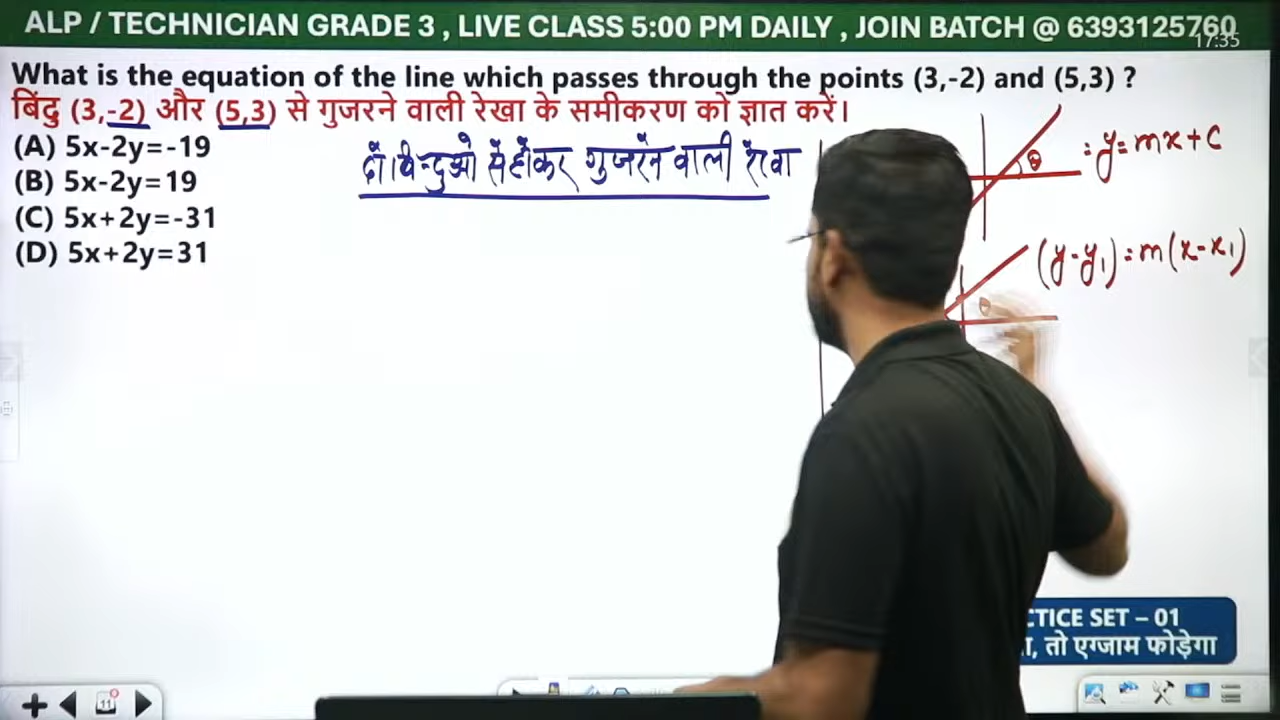 ALP / TECHNICIAN GRADE 3 , LIVE CLASS 5:00 PM DAILY , JOIN BATCH @ 6393125760
17:35
What is the equation of the line which passes through the points (3,-2) and (5,3) ?
बिंदु (3,-2) और (5,3) से गुजरने वाली रेखा के समीकरण को ज्ञात करें।
(A) 5x-2y=-19
(B) 5x-2y=19
(C) 5x+2y=-31
(D) 5x+2y=31
दो बिन्दुओ से होकर गुजरने वाली रेखा
θ : y=mx+c
(y-y₁)=m(x-x₁)
θ
CTICE SET – 01
, तो एग्जाम फोड़ेगा
11